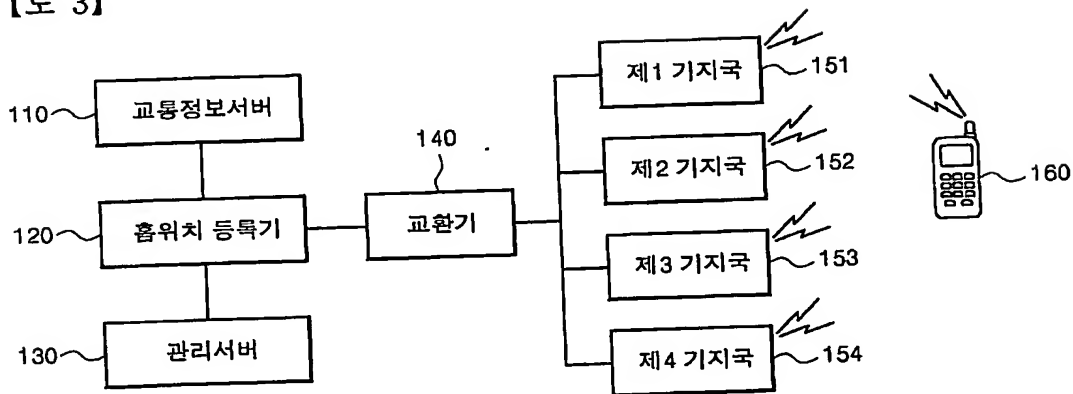 【도 3】
제1 기지국
151
110
교통정보서버
140
제2 기지국
152
160
120
홈위치 등록기
교환기
제3 기지국
153
130
관리서버
제4 기지국
154